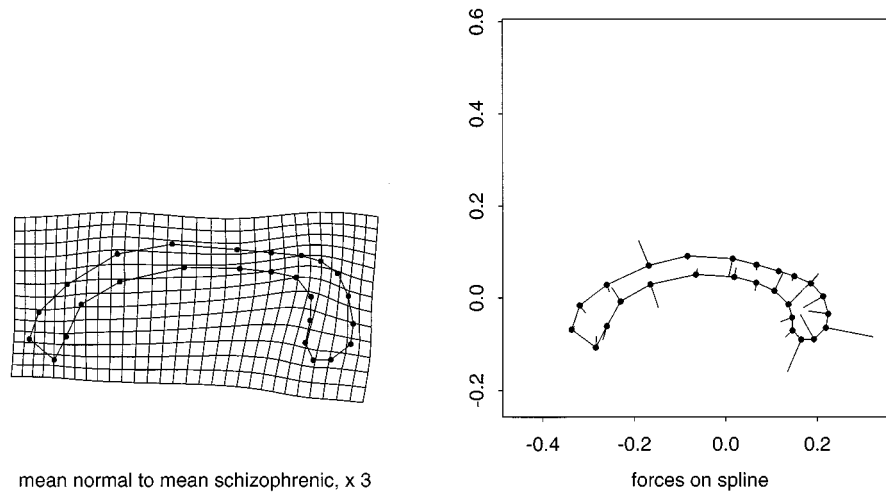 0.6
0.4
0.2
0.0
-0.2
-0.4 -0.2 0.0 0.2
mean normal to mean schizophrenic, x 3
forces on spline